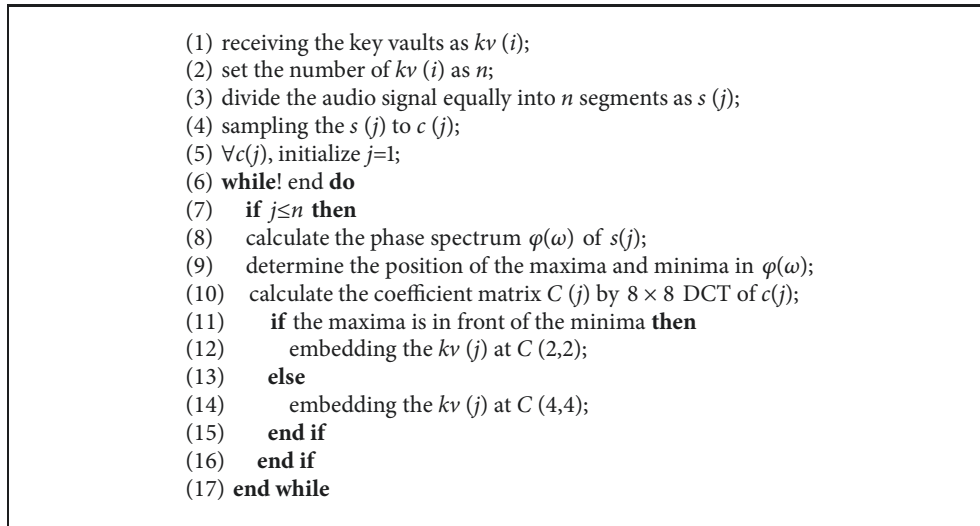 (1) receiving the key vaults as kv (i);
(2) set the number of kv (i) as n;
(3) divide the audio signal equally into n segments as s (j);
(4) sampling the s (j) to c (j);
(5) ∀c(j), initialize j=1;
(6) while! end do
(7) if j≤n then
(8) calculate the phase spectrum φ(ω) of s(j);
(9) determine the position of the maxima and minima in φ(ω);
(10) calculate the coefficient matrix C (j) by 8 × 8 DCT of c(j);
(11) if the maxima is in front of the minima then
(12) embedding the kv (j) at C (2,2);
(13) else
(14) embedding the kv (j) at C (4,4);
(15) end if
(16) end if
(17) end while